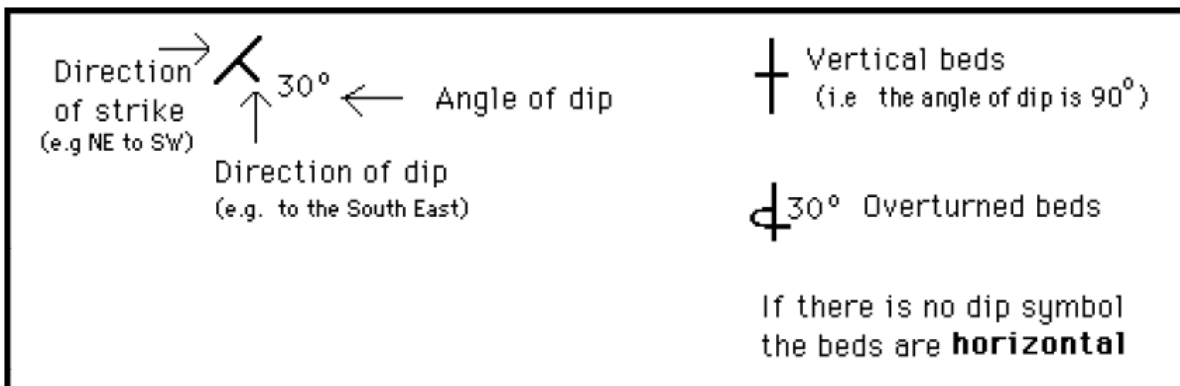 Direction
of strike
(e.g NE to SW)
30°
Angle of dip
Direction of dip
(e.g. to the South East)
Vertical beds
(i.e the angle of dip is 90°)
30° Overturned beds
If there is no dip symbol
the beds are horizontal